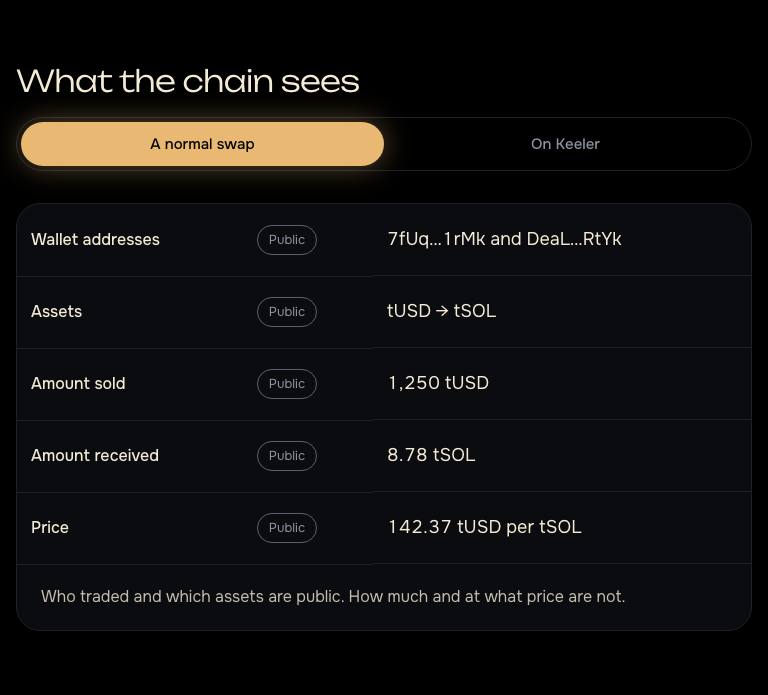 What the chain sees
A normal swap
On Keeler
Wallet addresses Public 7fUq...1rMk and DeaL...RtYk
Assets Public tUSD → tSOL
Amount sold Public 1,250 tUSD
Amount received Public 8.78 tSOL
Price Public 142.37 tUSD per tSOL
Who traded and which assets are public. How much and at what price are not.